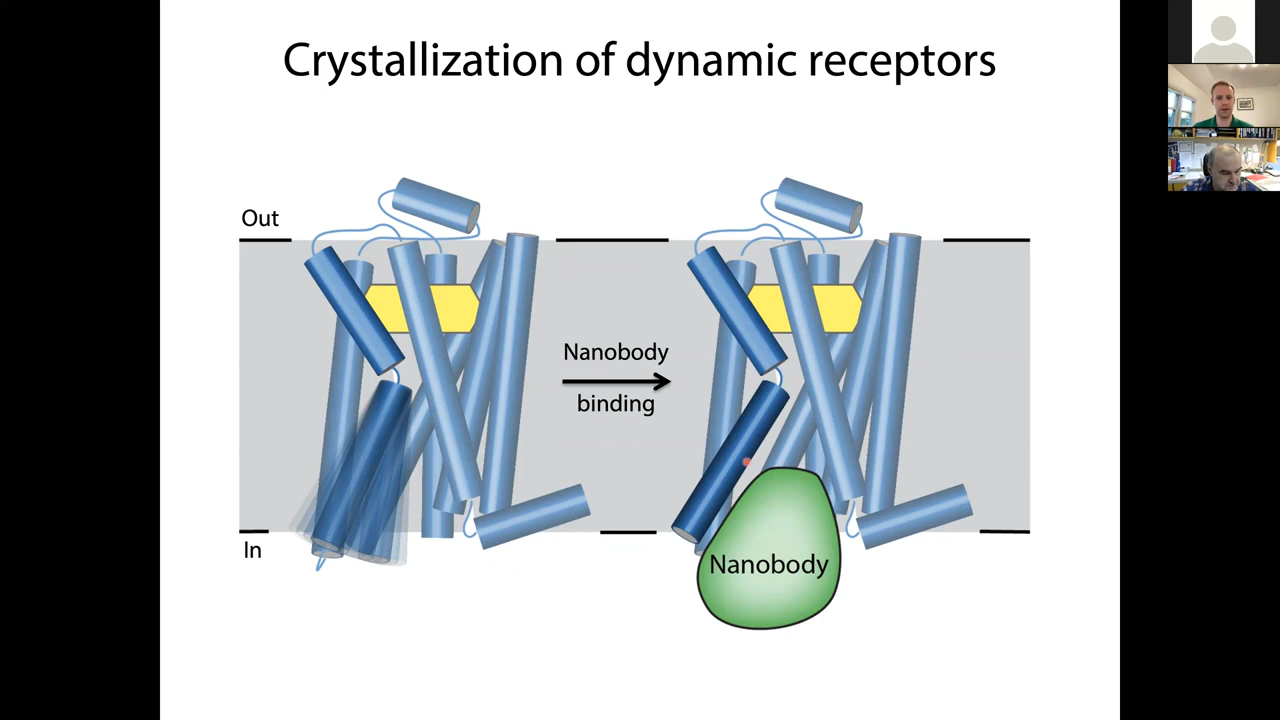 Crystallization of dynamic receptors
Out
Nanobody
binding
In
Nanobody